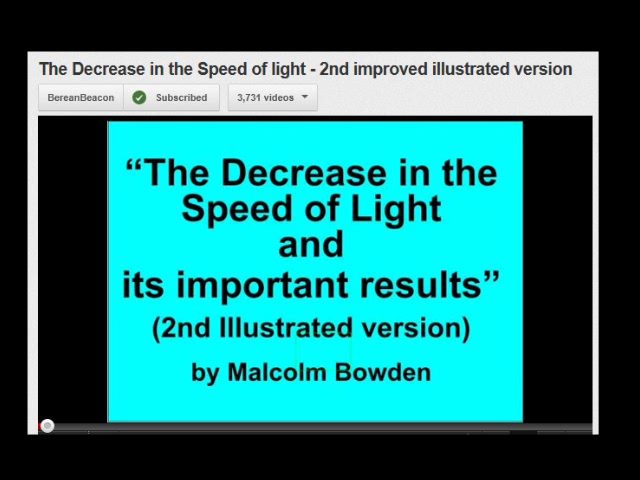 The Decrease in the Speed of light - 2nd improved illustrated version
BereanBeacon Subscribed 3,731 videos
“The Decrease in the
Speed of Light
and
its important results”
(2nd Illustrated version)
by Malcolm Bowden